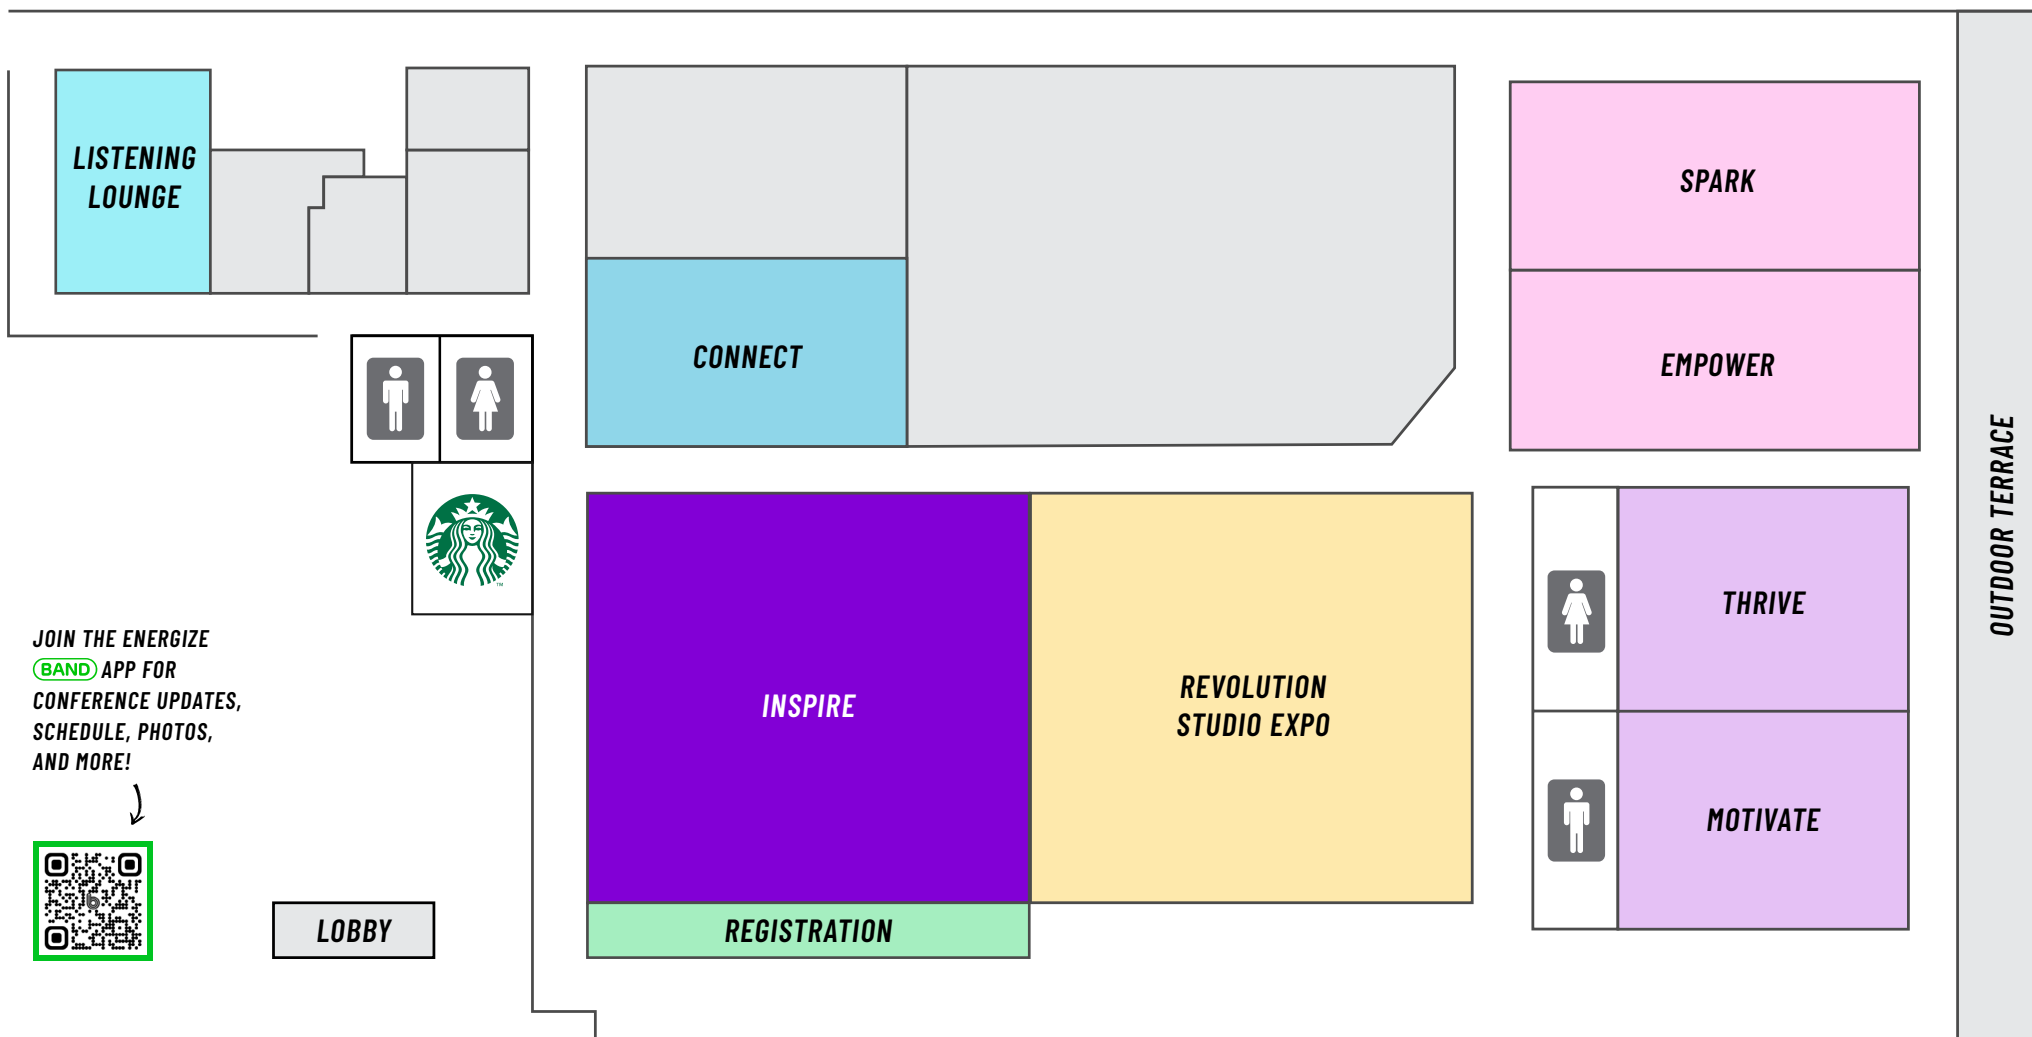 LISTENING
LOUNGE
SPARK
CONNECT
EMPOWER
OUTDOOR TERRACE
THRIVE
INSPIRE
REVOLUTION
STUDIO EXPO
MOTIVATE
JOIN THE ENERGIZE
BAND APP FOR
CONFERENCE UPDATES,
SCHEDULE, PHOTOS,
AND MORE!
LOBBY
REGISTRATION
TM